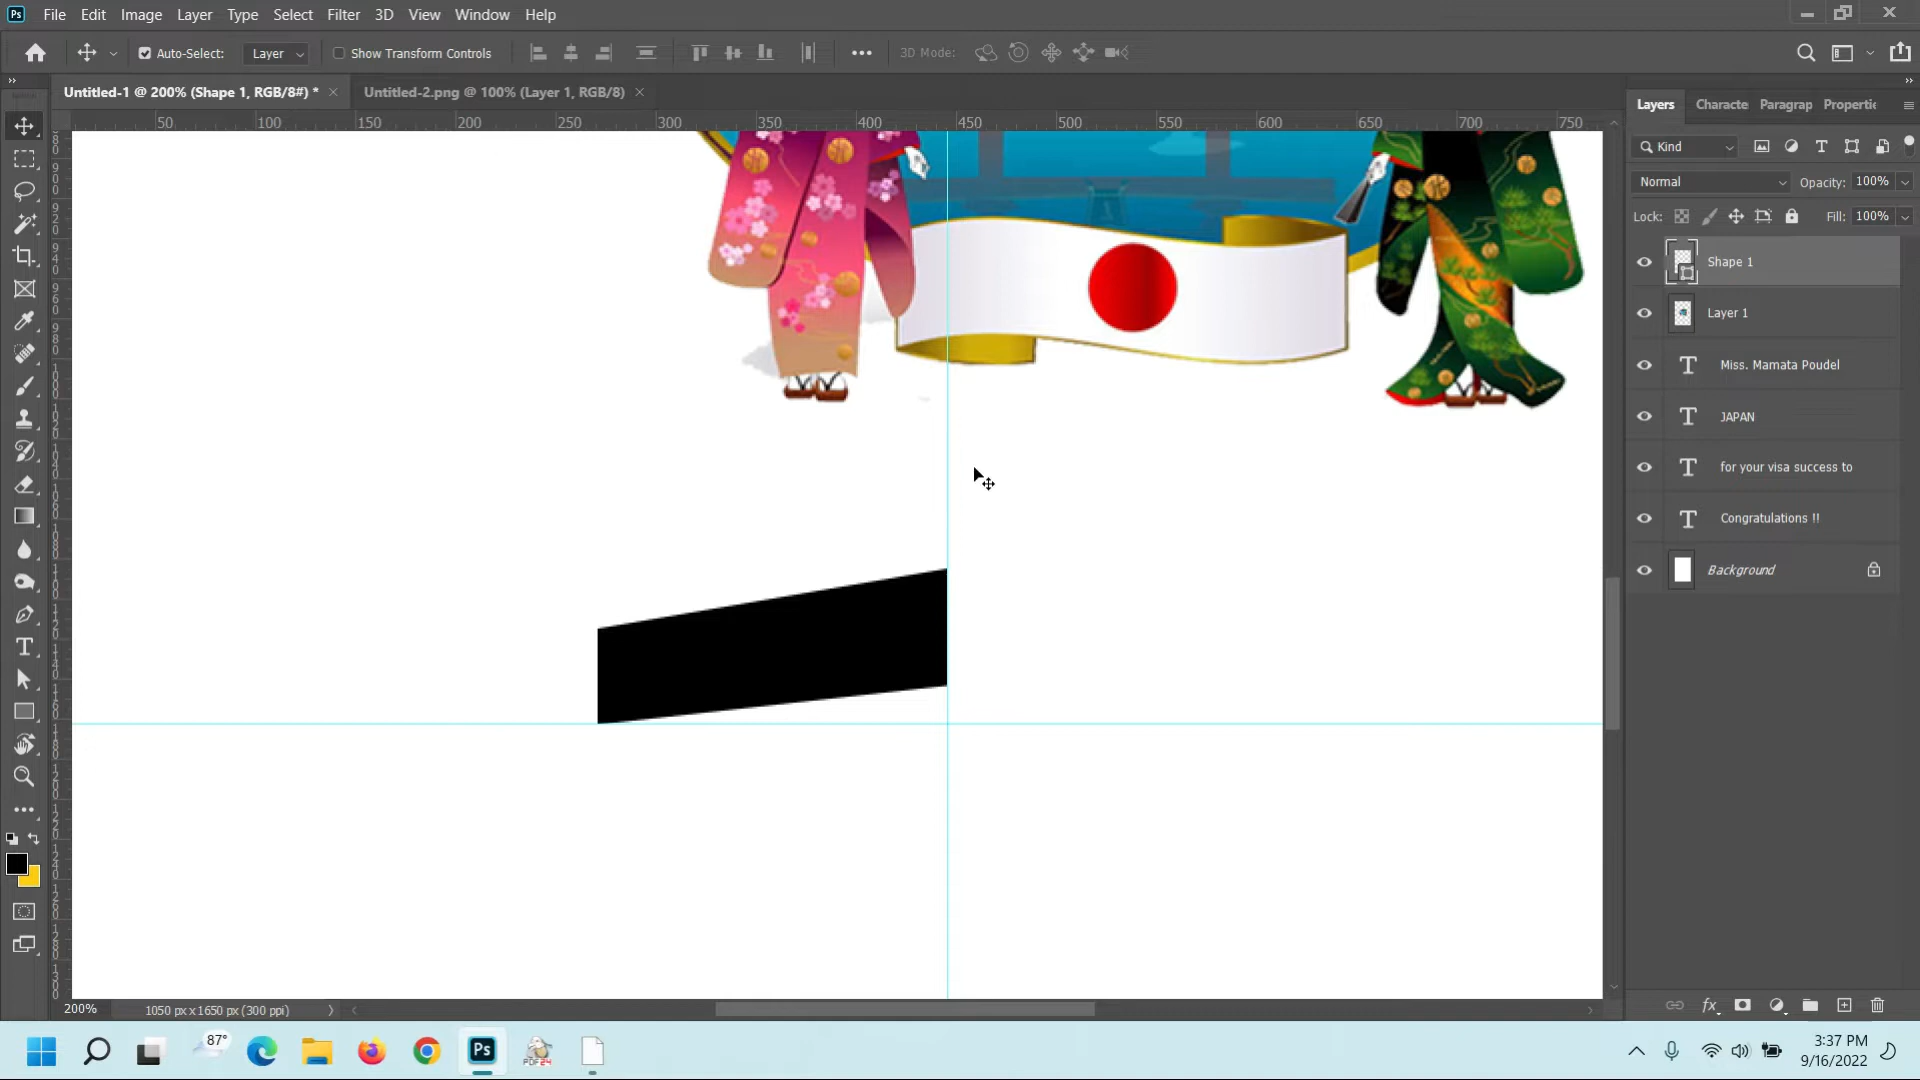 Ps File Edit Image Layer Type Select Filter 3D View Window Help
Auto-Select: Layer Show Transform Controls 3D Mode:
Untitled-1 @ 200% (Shape 1, RGB/8#) * Untitled-2.png @ 100% (Layer 1, RGB/8)
Layers Characte Paragrap Propertie
50 100 150 200 250 300 350 400 450 500 550 600 650 700 750
Kind
Normal Opacity: 100%
Lock: Fill: 100%
Shape 1
Layer 1
Miss. Mamata Poudel
JAPAN
for your visa success to
Congratulations !!
Background
200% 1050 px x 1650 px (300 ppi)
87°
Ps
PDF24
3:37 PM
9/16/2022